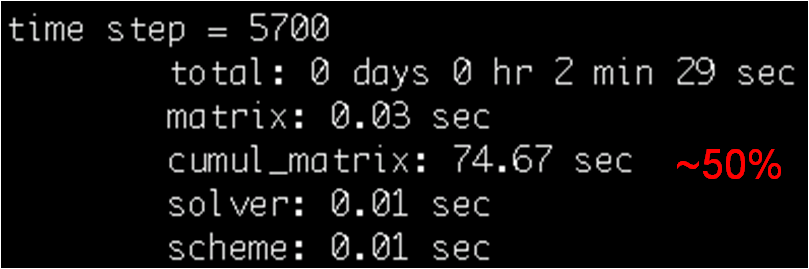 time step = 5700
total: 0 days 0 hr 2 min 29 sec
matrix: 0.03 sec
cumul_matrix: 74.67 sec ~50%
solver: 0.01 sec
scheme: 0.01 sec